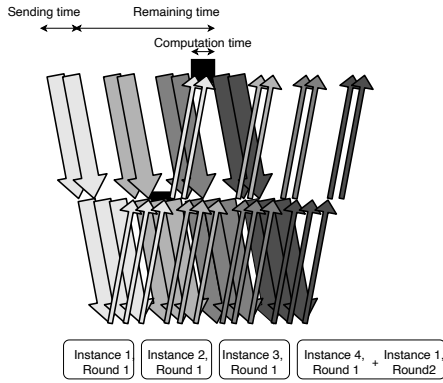 Sending time
Remaining time
Computation time
Instance 1,
Round 1
Instance 2,
Round 1
Instance 3,
Round 1
Instance 4,
Round 1
+
Instance 1,
Round2